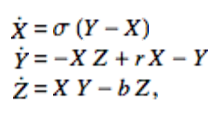 Ẋ = σ (Y − X)
Ẏ = −X Z + r X − Y
Ż = X Y − b Z,